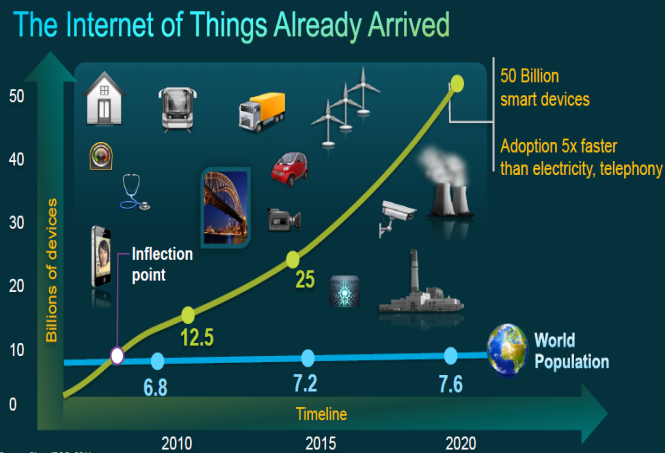 The Internet of Things Already Arrived
50 Billion
smart devices
Adoption 5x faster
than electricity, telephony
50
40
30
20
10
0
Billions of devices
Inflection
point
12.5
25
World
Population
6.8
7.2
7.6
Timeline
2010
2015
2020